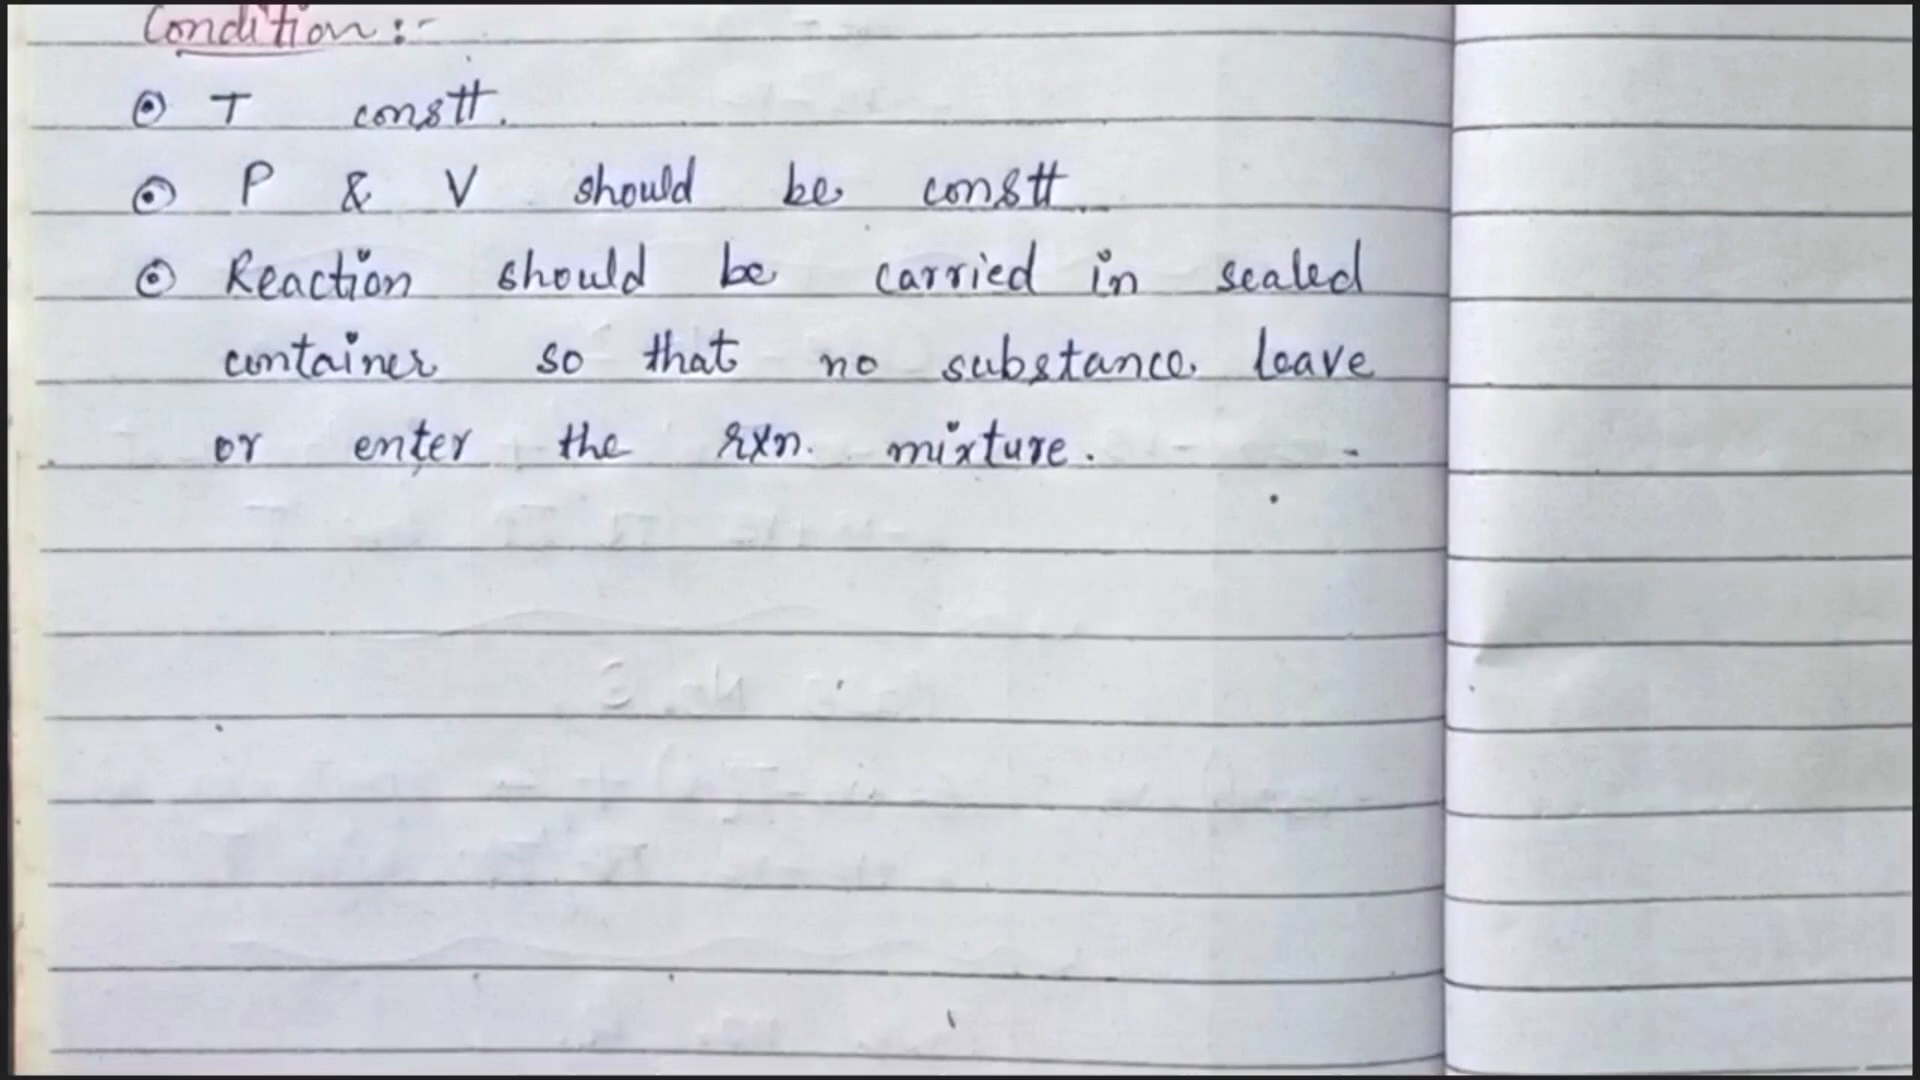 Condition :-
T constt.
P & V should be constt.
Reaction should be carried in sealed
container so that no substance leave
or enter the rxn. mixture.